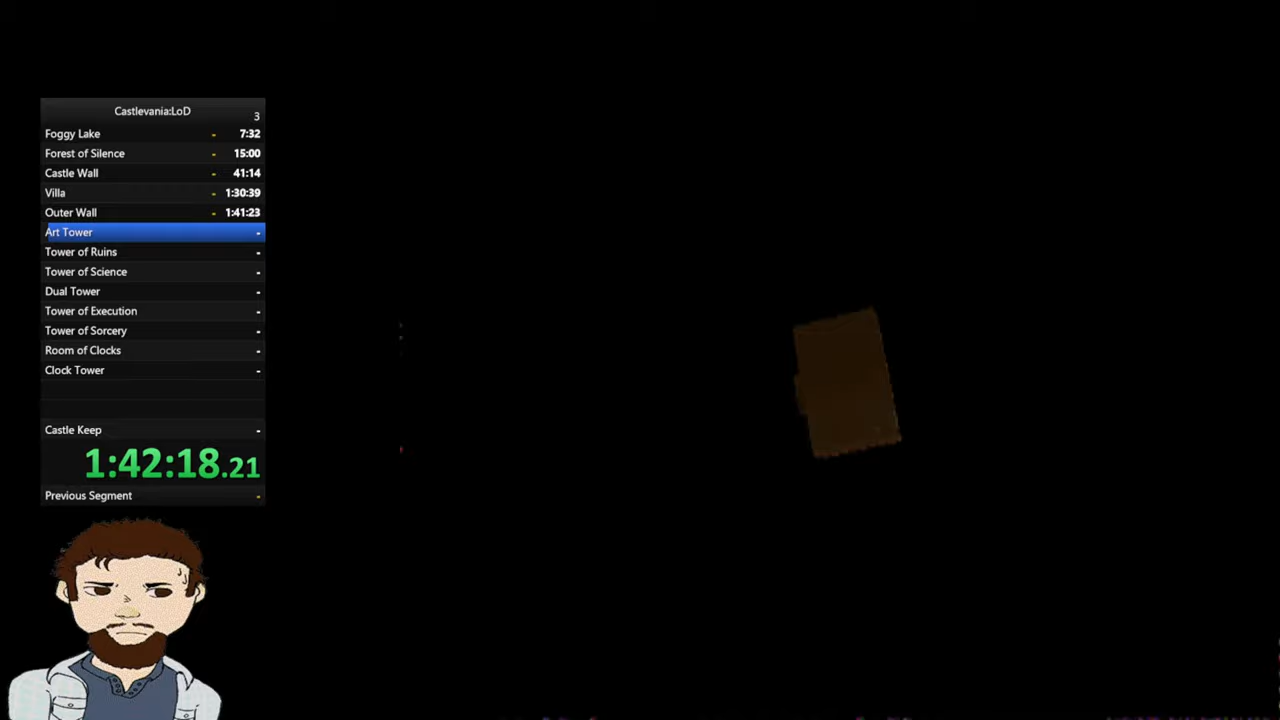 Castlevania:LoD
3
Foggy Lake - 7:32
Forest of Silence - 15:00
Castle Wall - 41:14
Villa - 1:30:39
Outer Wall - 1:41:23
Art Tower -
Tower of Ruins -
Tower of Science -
Dual Tower -
Tower of Execution -
Tower of Sorcery -
Room of Clocks -
Clock Tower -
Castle Keep -
1:42:18.21
Previous Segment -